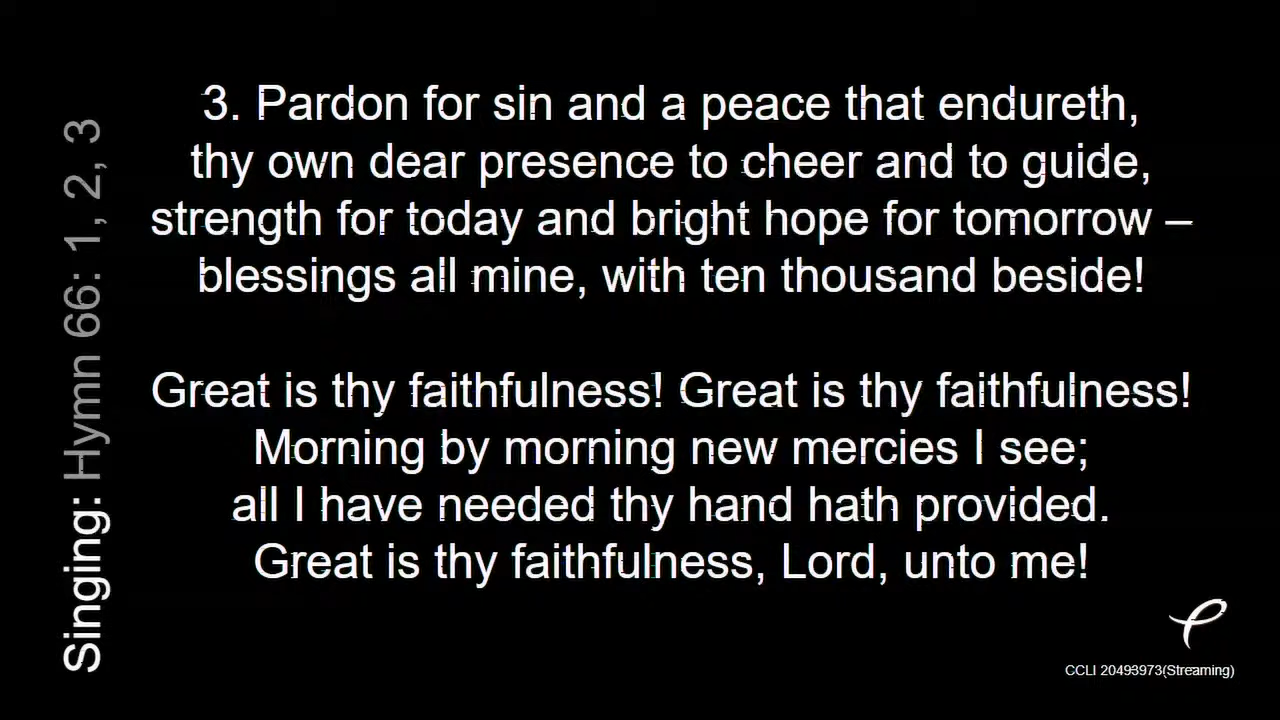 Singing: Hymn 66: 1, 2, 3
3. Pardon for sin and a peace that endureth,
thy own dear presence to cheer and to guide,
strength for today and bright hope for tomorrow –
blessings all mine, with ten thousand beside!
Great is thy faithfulness! Great is thy faithfulness!
Morning by morning new mercies I see;
all I have needed thy hand hath provided.
Great is thy faithfulness, Lord, unto me!
CCLI 20493973(Streaming)